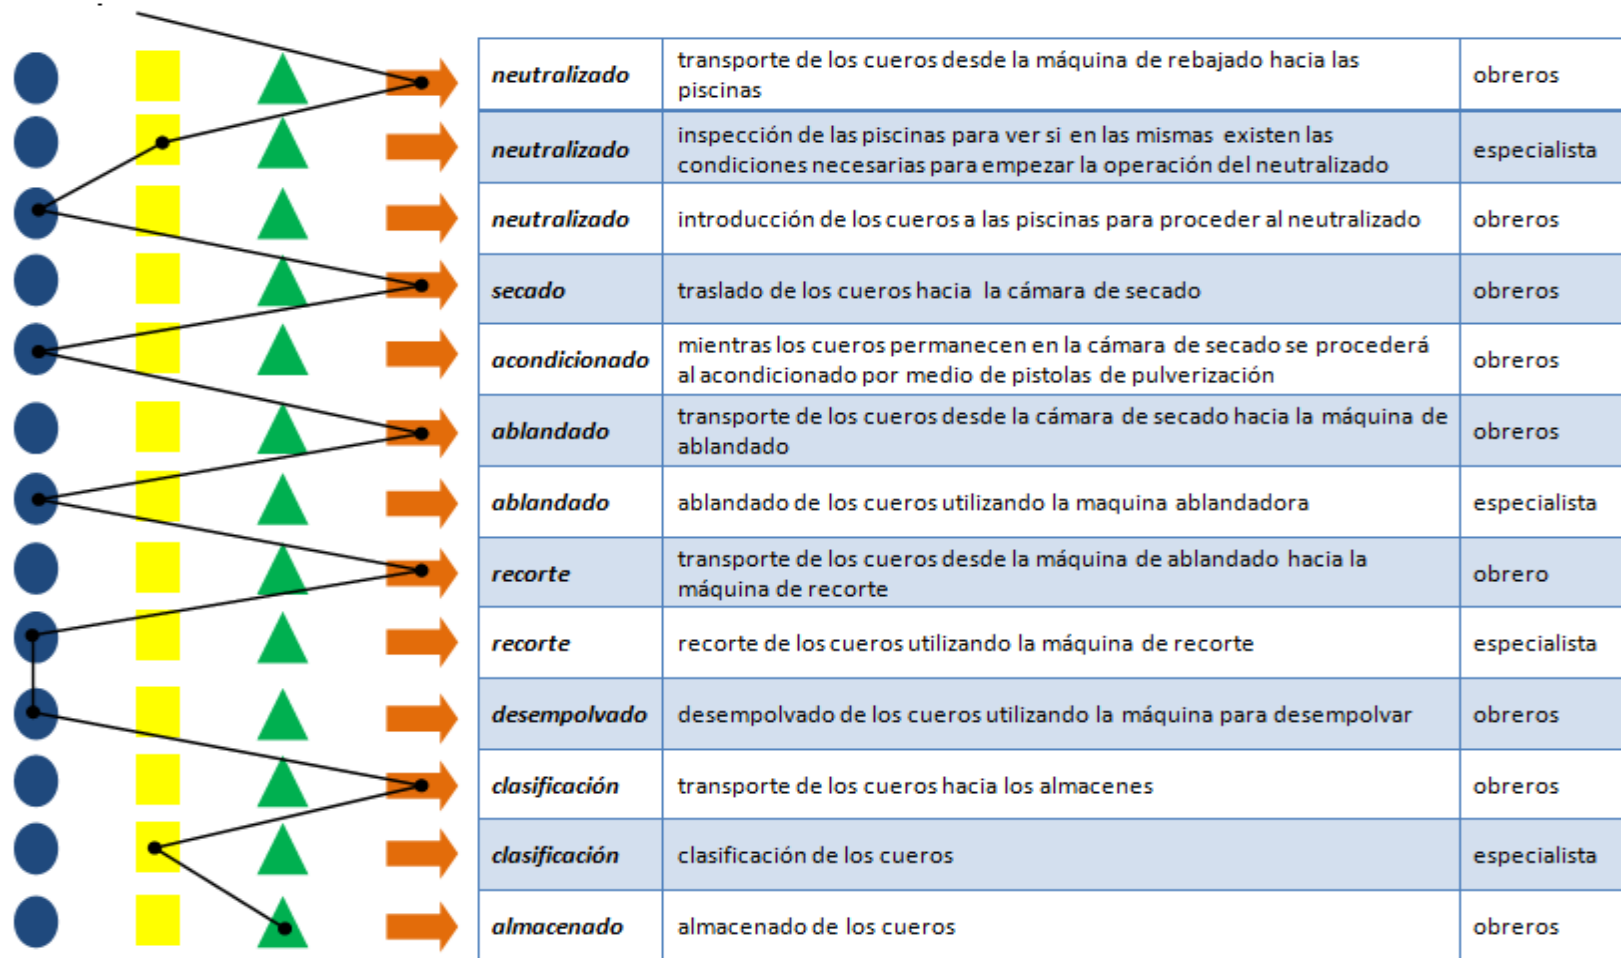 neutralizado
transporte de los cueros desde la máquina de rebajado hacia las
piscinas
obreros
neutralizado
inspección de las piscinas para ver si en las mismas existen las
condiciones necesarias para empezar la operación del neutralizado
especialista
neutralizado
introducción de los cueros a las piscinas para proceder al neutralizado
obreros
secado
traslado de los cueros hacia la cámara de secado
obreros
acondicionado
mientras los cueros permanecen en la cámara de secado se procederá
al acondicionado por medio de pistolas de pulverización
obreros
ablandado
transporte de los cueros desde la cámara de secado hacia la máquina de
ablandado
obreros
ablandado
ablandado de los cueros utilizando la maquina ablandadora
especialista
recorte
transporte de los cueros desde la máquina de ablandado hacia la
máquina de recorte
obrero
recorte
recorte de los cueros utilizando la máquina de recorte
especialista
desempolvado
desempolvado de los cueros utilizando la máquina para desempolvar
obreros
clasificación
transporte de los cueros hacia los almacenes
obreros
clasificación
clasificación de los cueros
especialista
almacenado
almacenado de los cueros
obreros